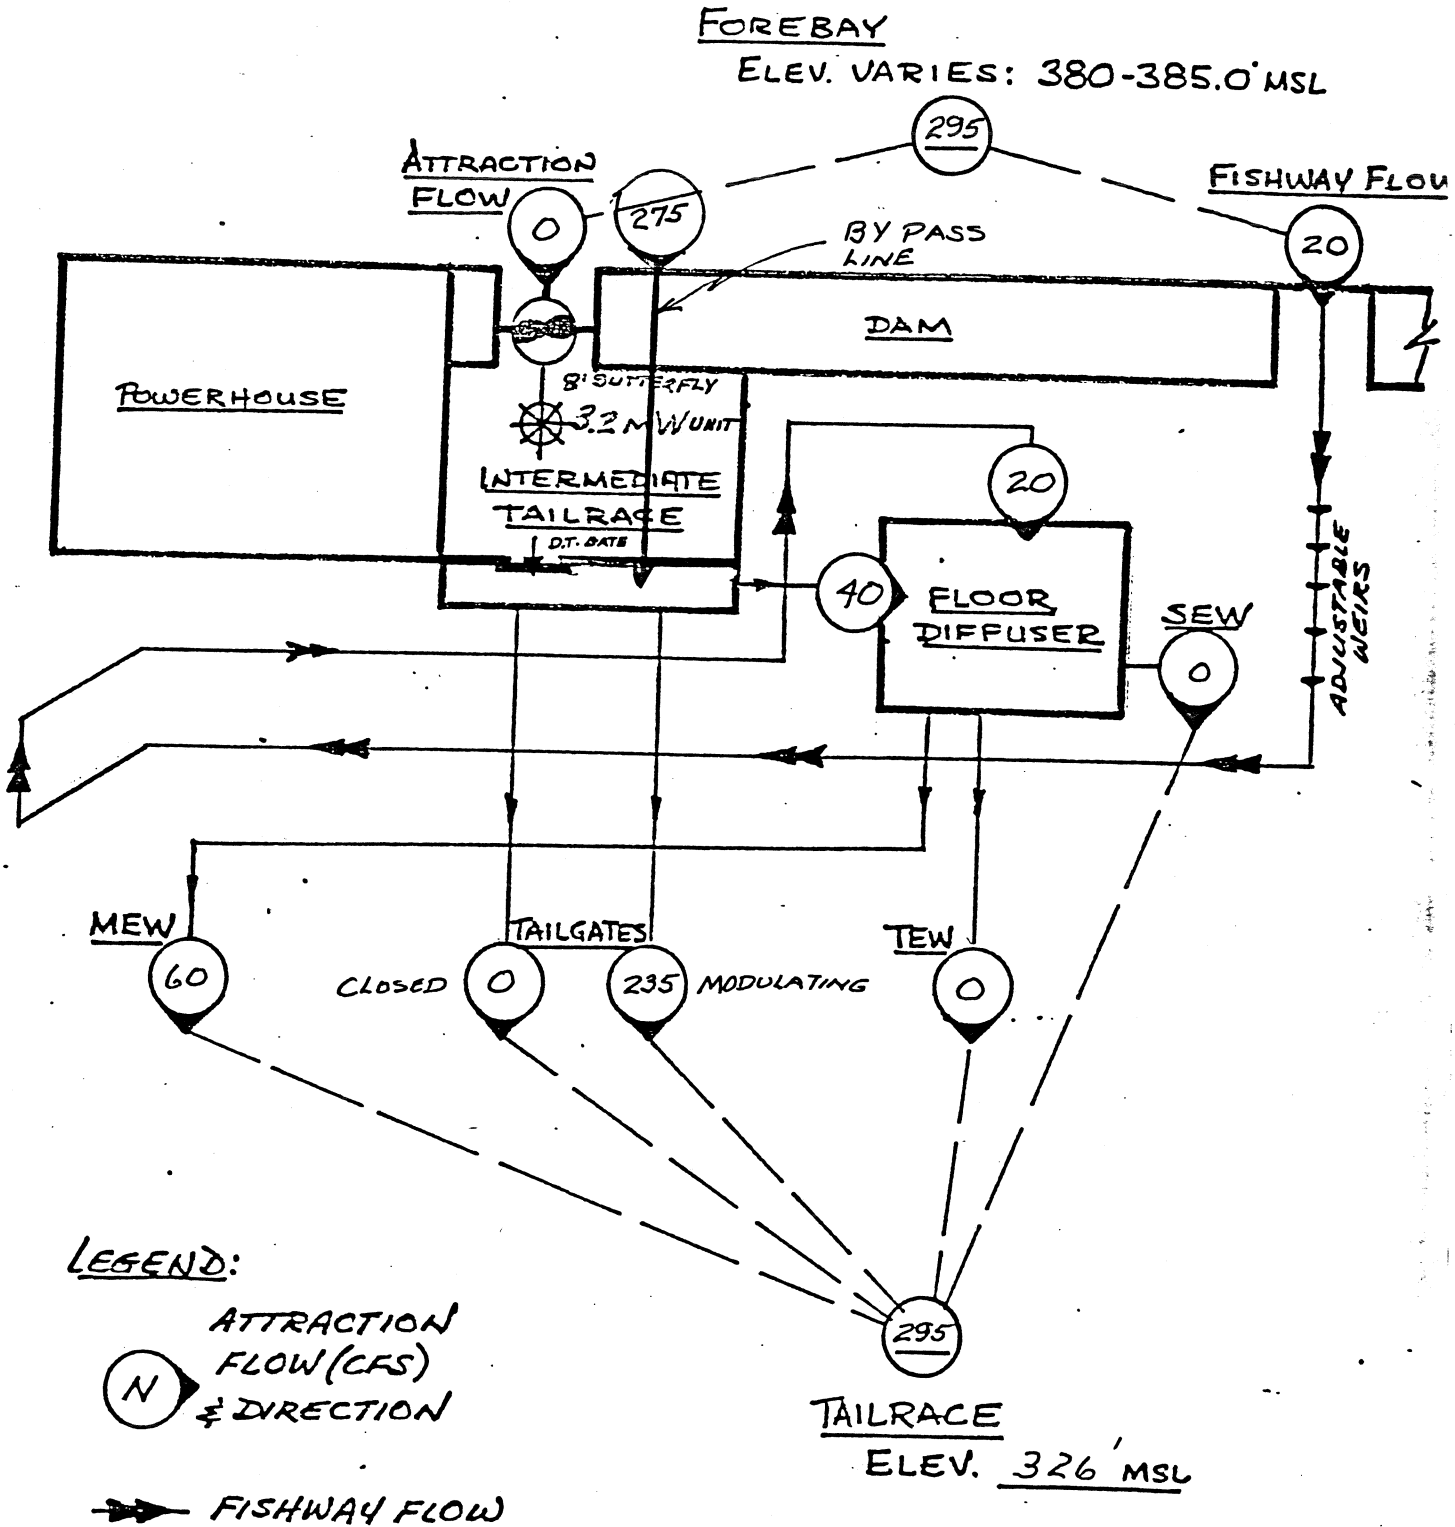 FOREBAY
ELEV. VARIES: 380-385.0' MSL
295
ATTRACTION
FLOW
0
275
FISHWAY FLOW
20
BY PASS
LINE
DAM
POWERHOUSE
8' BUTTERFLY
3.2 MW UNIT
INTERMEDIATE
TAILRACE
D.T. GATE
20
40
FLOOR
DIFFUSER
SEW
0
ADJUSTABLE
WEIRS
MEW
60
TAILGATES
CLOSED
0
235
MODULATING
TEW
0
295
TAILRACE
ELEV. 326' MSL
LEGEND:
N
ATTRACTION
FLOW (CFS)
& DIRECTION
FISHWAY FLOW